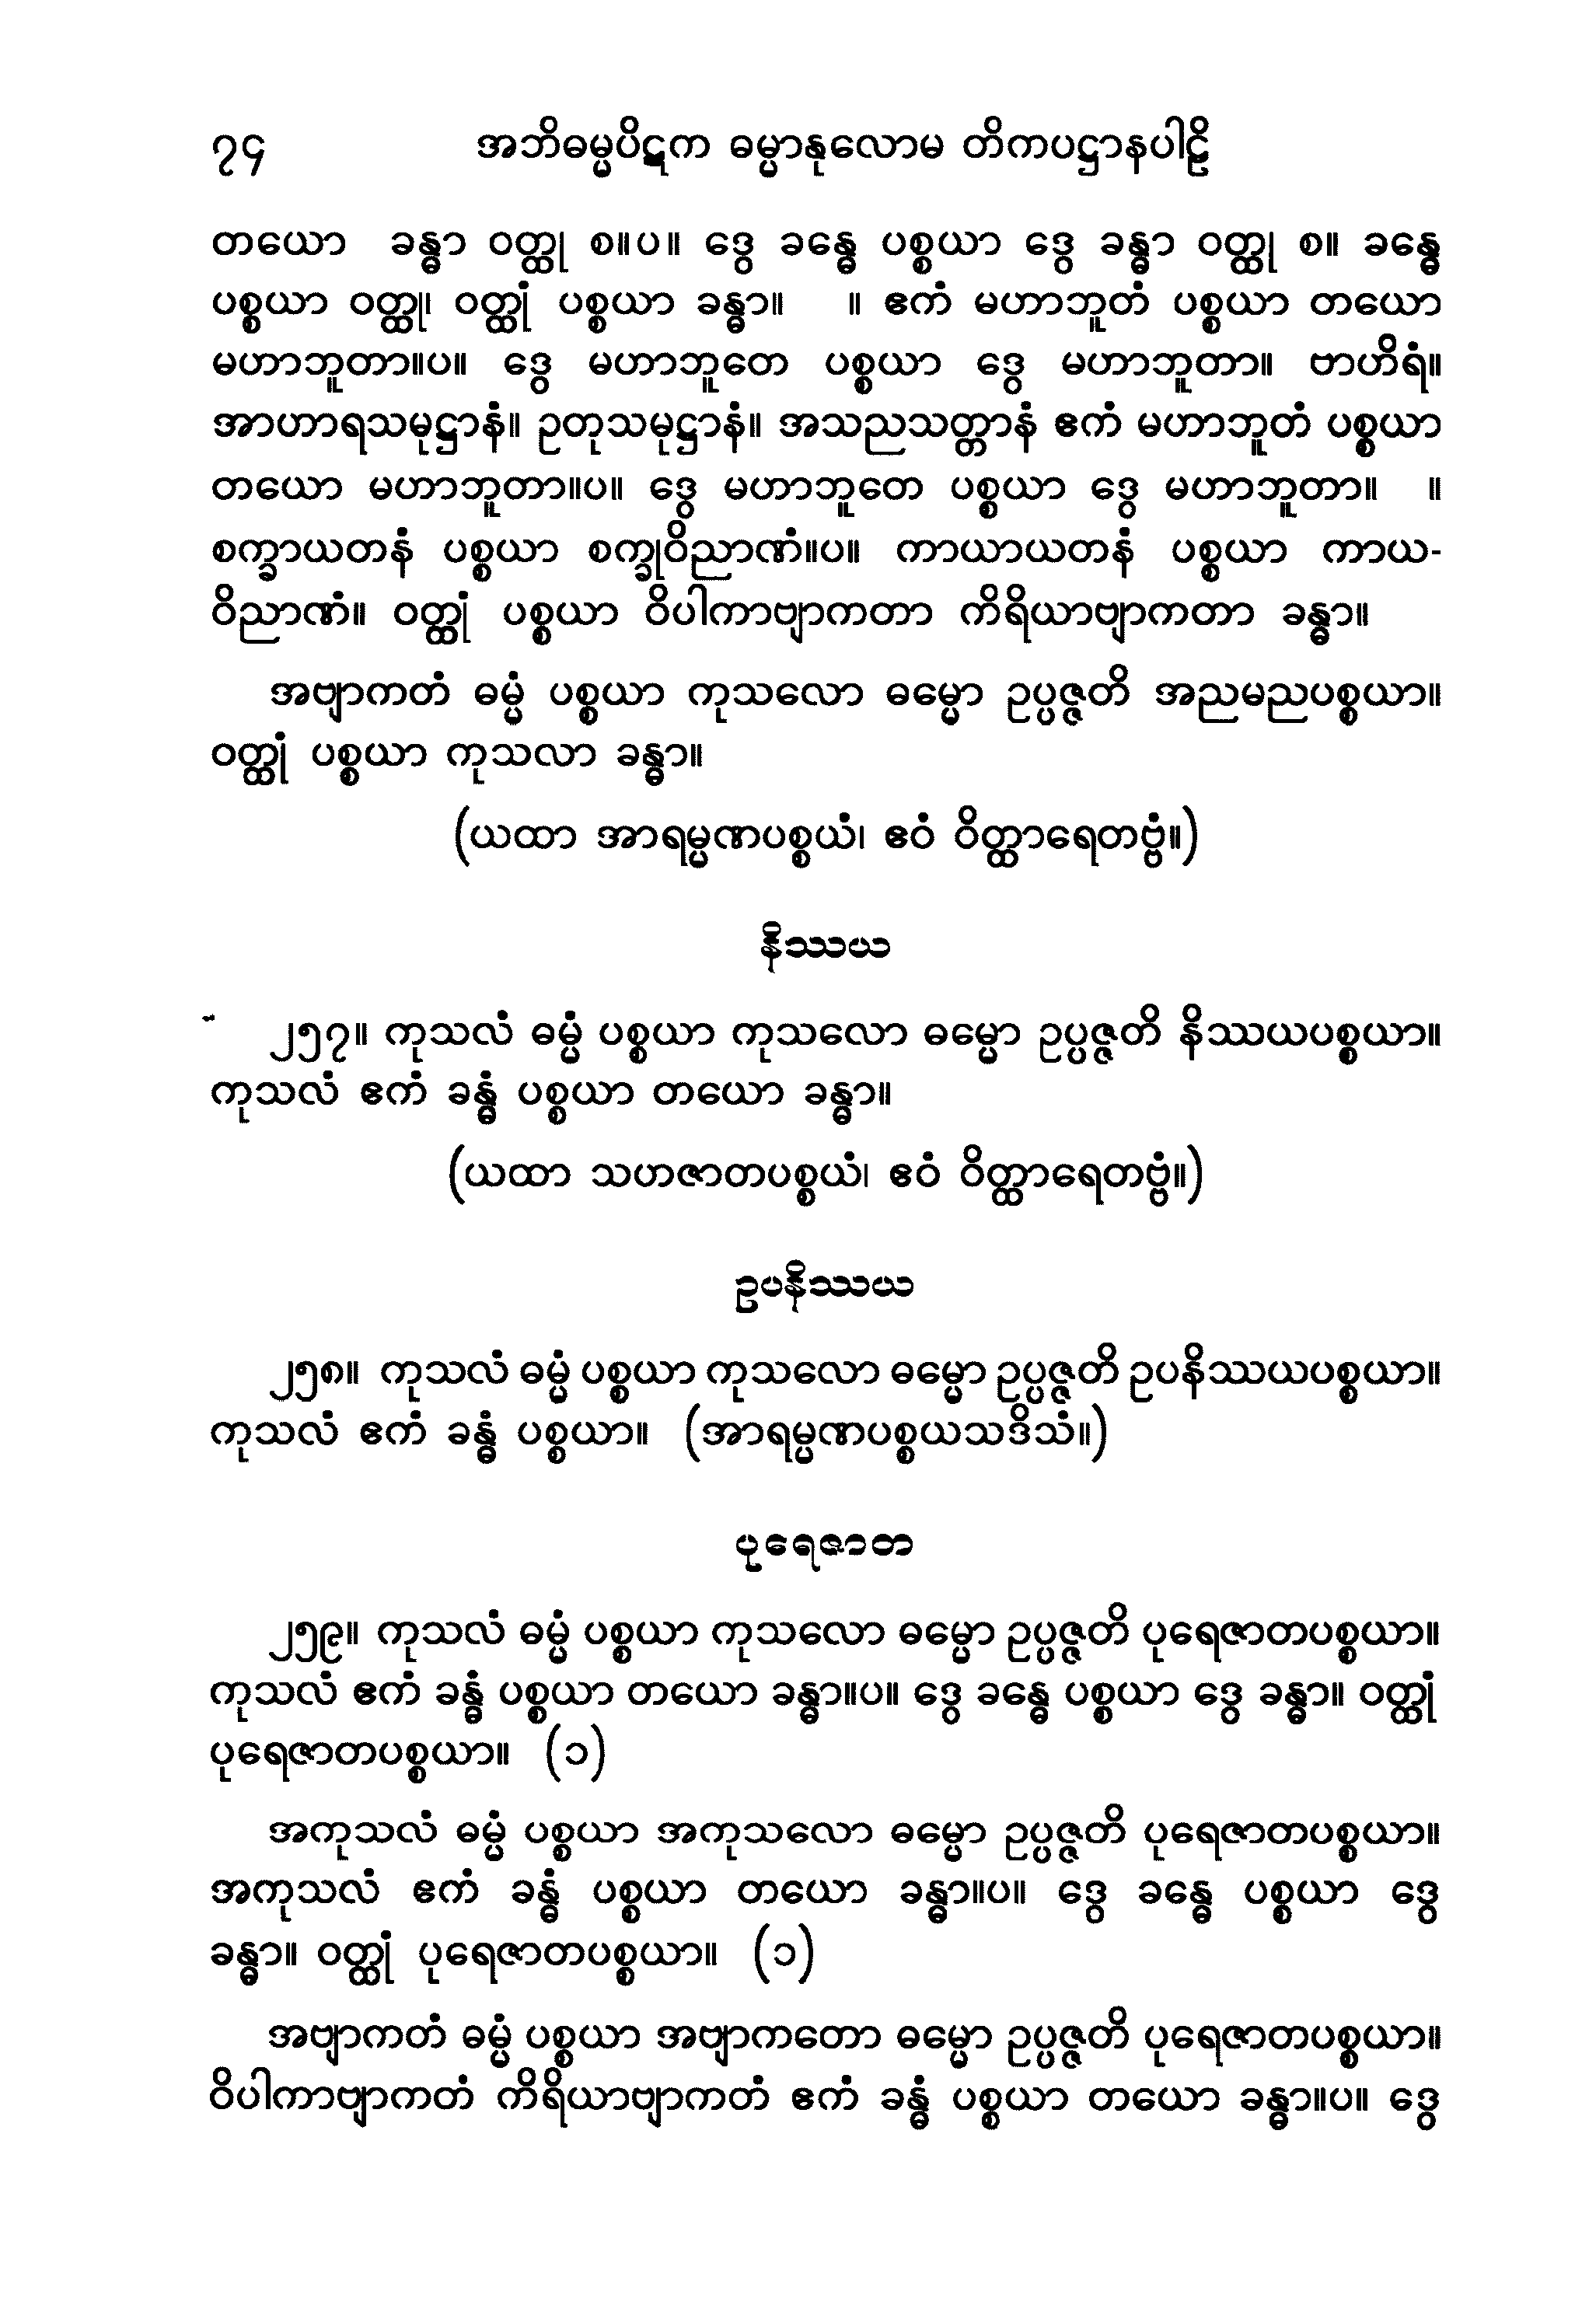 ၇၄ အဘိဓမ္မပိဋက ဓမ္မာနုလောမ တိကပဋ္ဌာနပါဠိ
တယော ခန္ဓာ ဝတ္ထု စ။ပ။ ဒွေ ခန္ဓေ ပစ္စယာ ဒွေ ခန္ဓာ ဝတ္ထု စ။ ခန္ဓေ
ပစ္စယာ ဝတ္ထု၊ ဝတ္ထုံ ပစ္စယာ ခန္ဓာ။ ။ ဧကံ မဟာဘူတံ ပစ္စယာ တယော
မဟာဘူတာ။ပ။ ဒွေ မဟာဘူတေ ပစ္စယာ ဒွေ မဟာဘူတာ။ ဗာဟိရံ။
အာဟာရသမုဋ္ဌာနံ။ ဥတုသမုဋ္ဌာနံ။ အသညသတ္တာနံ ဧကံ မဟာဘူတံ ပစ္စယာ
တယော မဟာဘူတာ။ပ။ ဒွေ မဟာဘူတေ ပစ္စယာ ဒွေ မဟာဘူတာ။ ။
စက္ခာယတနံ ပစ္စယာ စက္ခုဝိညာဏံ။ပ။ ကာယာယတနံ ပစ္စယာ ကာယ-
ဝိညာဏံ။ ဝတ္ထုံ ပစ္စယာ ဝိပါကာဗျာကတာ ကိရိယာဗျာကတာ ခန္ဓာ။
အဗျာကတံ ဓမ္မံ ပစ္စယာ ကုသလော ဓမ္မော ဥပ္ပဇ္ဇတိ အညမညပစ္စယာ။
ဝတ္ထုံ ပစ္စယာ ကုသလာ ခန္ဓာ။
(ယထာ အာရမ္မဏပစ္စယံ၊ ဧဝံ ဝိတ္ထာရေတဗ္ဗံ။)
နိဿယ
၂၅၇။ ကုသလံ ဓမ္မံ ပစ္စယာ ကုသလော ဓမ္မော ဥပ္ပဇ္ဇတိ နိဿယပစ္စယာ။
ကုသလံ ဧကံ ခန္ဓံ ပစ္စယာ တယော ခန္ဓာ။
(ယထာ သဟဇာတပစ္စယံ၊ ဧဝံ ဝိတ္ထာရေတဗ္ဗံ။)
ဥပနိဿယ
၂၅၈။ ကုသလံ ဓမ္မံ ပစ္စယာ ကုသလော ဓမ္မော ဥပ္ပဇ္ဇတိ ဥပနိဿယပစ္စယာ။
ကုသလံ ဧကံ ခန္ဓံ ပစ္စယာ။ (အာရမ္မဏပစ္စယသဒိသံ။)
ပုရေဇာတ
၂၅၉။ ကုသလံ ဓမ္မံ ပစ္စယာ ကုသလော ဓမ္မော ဥပ္ပဇ္ဇတိ ပုရေဇာတပစ္စယာ။
ကုသလံ ဧကံ ခန္ဓံ ပစ္စယာ တယော ခန္ဓာ။ပ။ ဒွေ ခန္ဓေ ပစ္စယာ ဒွေ ခန္ဓာ။ ဝတ္ထုံ
ပုရေဇာတပစ္စယာ။ (၁)
အကုသလံ ဓမ္မံ ပစ္စယာ အကုသလော ဓမ္မော ဥပ္ပဇ္ဇတိ ပုရေဇာတပစ္စယာ။
အကုသလံ ဧကံ ခန္ဓံ ပစ္စယာ တယော ခန္ဓာ။ပ။ ဒွေ ခန္ဓေ ပစ္စယာ ဒွေ
ခန္ဓာ။ ဝတ္ထုံ ပုရေဇာတပစ္စယာ။ (၁)
အဗျာကတံ ဓမ္မံ ပစ္စယာ အဗျာကတော ဓမ္မော ဥပ္ပဇ္ဇတိ ပုရေဇာတပစ္စယာ။
ဝိပါကာဗျာကတံ ကိရိယာဗျာကတံ ဧကံ ခန္ဓံ ပစ္စယာ တယော ခန္ဓာ။ပ။ ဒွေ